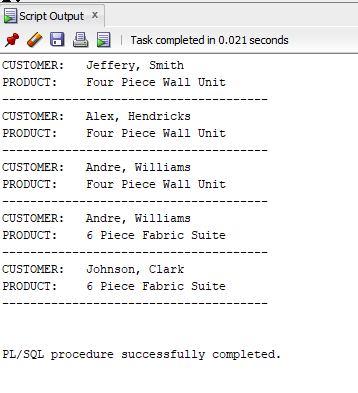 Script Output x
Task completed in 0.021 seconds
CUSTOMER: Jeffery, Smith
PRODUCT: Four Piece Wall Unit
--------------------------------------
CUSTOMER: Alex, Hendricks
PRODUCT: Four Piece Wall Unit
--------------------------------------
CUSTOMER: Andre, Williams
PRODUCT: Four Piece Wall Unit
--------------------------------------
CUSTOMER: Andre, Williams
PRODUCT: 6 Piece Fabric Suite
--------------------------------------
CUSTOMER: Johnson, Clark
PRODUCT: 6 Piece Fabric Suite
--------------------------------------
PL/SQL procedure successfully completed.